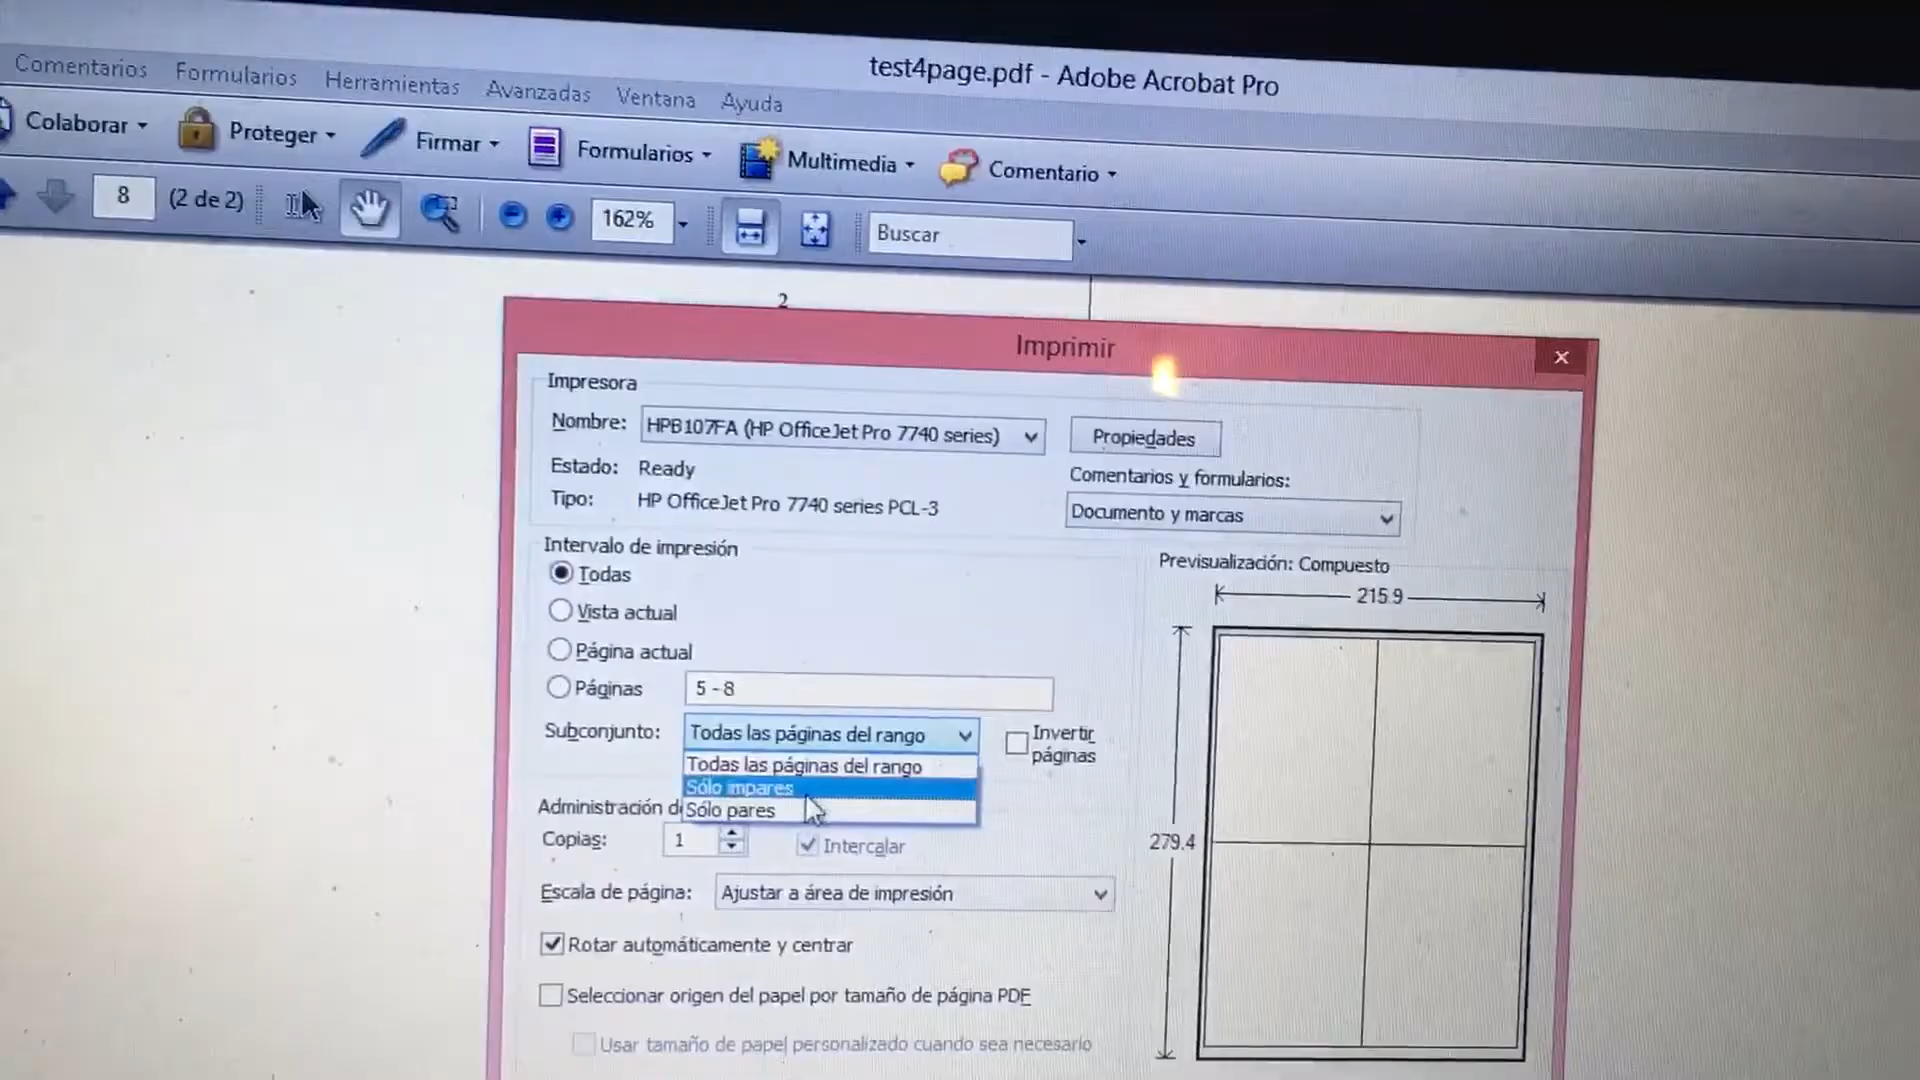 test4page.pdf - Adobe Acrobat Pro
Comentarios Formularios Herramientas Avanzadas Ventana Ayuda
Colaborar Proteger Firmar Formularios Multimedia Comentario
8 (2 de 2) 162% Buscar
2
Imprimir
Impresora
Nombre: HPB107FA (HP OfficeJet Pro 7740 series) Propiedades
Estado: Ready Comentarios y formularios:
Tipo: HP OfficeJet Pro 7740 series PCL-3 Documento y marcas
Intervalo de impresión Previsualización: Compuesto
Todas 215.9
Vista actual
Página actual
Páginas 5 - 8
Subconjunto: Todas las páginas del rango Invertir páginas
Todas las páginas del rango
Sólo impares
Administración d Sólo pares
Copias: 1 Intercalar 279.4
Escala de página: Ajustar a área de impresión
Rotar automáticamente y centrar
Seleccionar origen del papel por tamaño de página PDF
Usar tamaño de papel personalizado cuando sea necesario